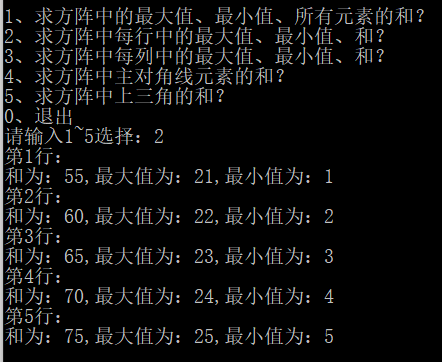 1、求方阵中的最大值、最小值、所有元素的和？
2、求方阵中每行中的最大值、最小值、和？
3、求方阵中每列中的最大值、最小值、和？
4、求方阵中主对角线元素的和？
5、求方阵中上三角的和？
0、退出
请输入1~5选择：2
第1行：
和为：55,最大值为：21,最小值为：1
第2行：
和为：60,最大值为：22,最小值为：2
第3行：
和为：65,最大值为：23,最小值为：3
第4行：
和为：70,最大值为：24,最小值为：4
第5行：
和为：75,最大值为：25,最小值为：5